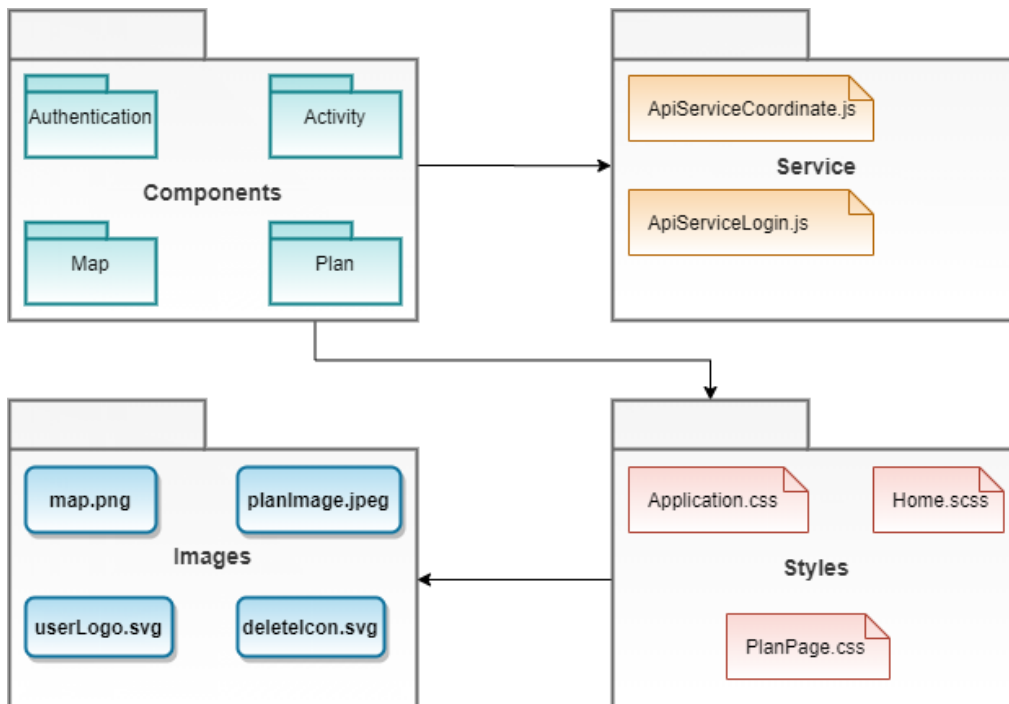 Authentication
Activity
Components
Map
Plan
ApiServiceCoordinate.js
Service
ApiServiceLogin.js
map.png
planImage.jpeg
Images
userLogo.svg
deleteIcon.svg
Application.css
Home.scss
Styles
PlanPage.css